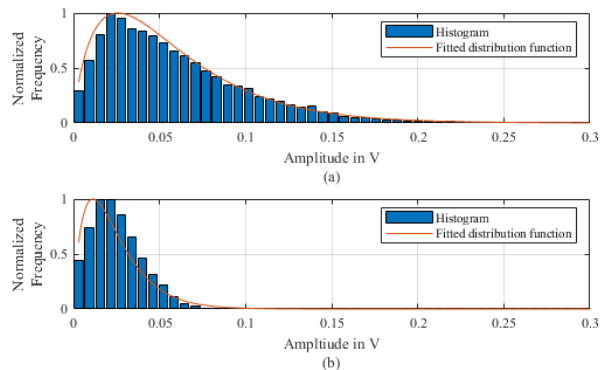 1
0.5
0
Normalized
Frequency
Histogram
Fitted distribution function
0 0.05 0.1 0.15 0.2 0.25 0.3
Amplitude in V
(a)
1
0.5
0
Normalized
Frequency
Histogram
Fitted distribution function
0 0.05 0.1 0.15 0.2 0.25 0.3
Ampltiude in V
(b)